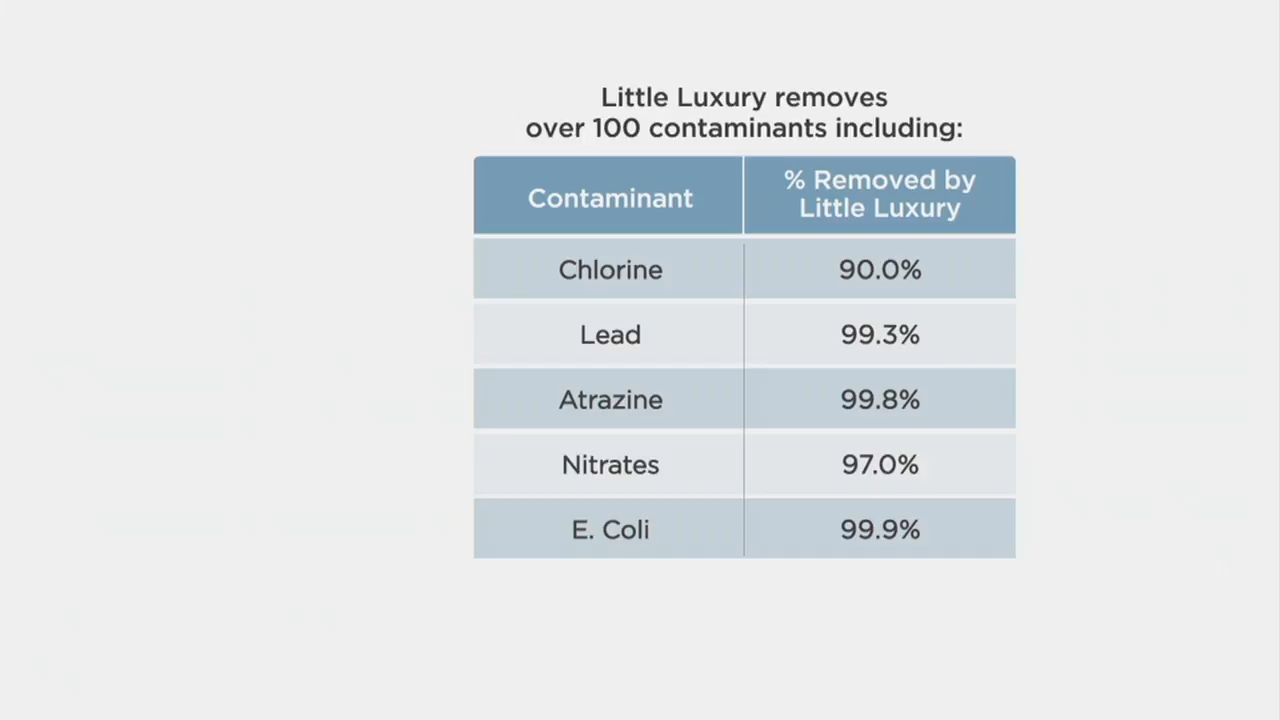 Little Luxury removes
over 100 contaminants including:
Contaminant
% Removed by
Little Luxury
Chlorine 90.0%
Lead 99.3%
Atrazine 99.8%
Nitrates 97.0%
E. Coli 99.9%